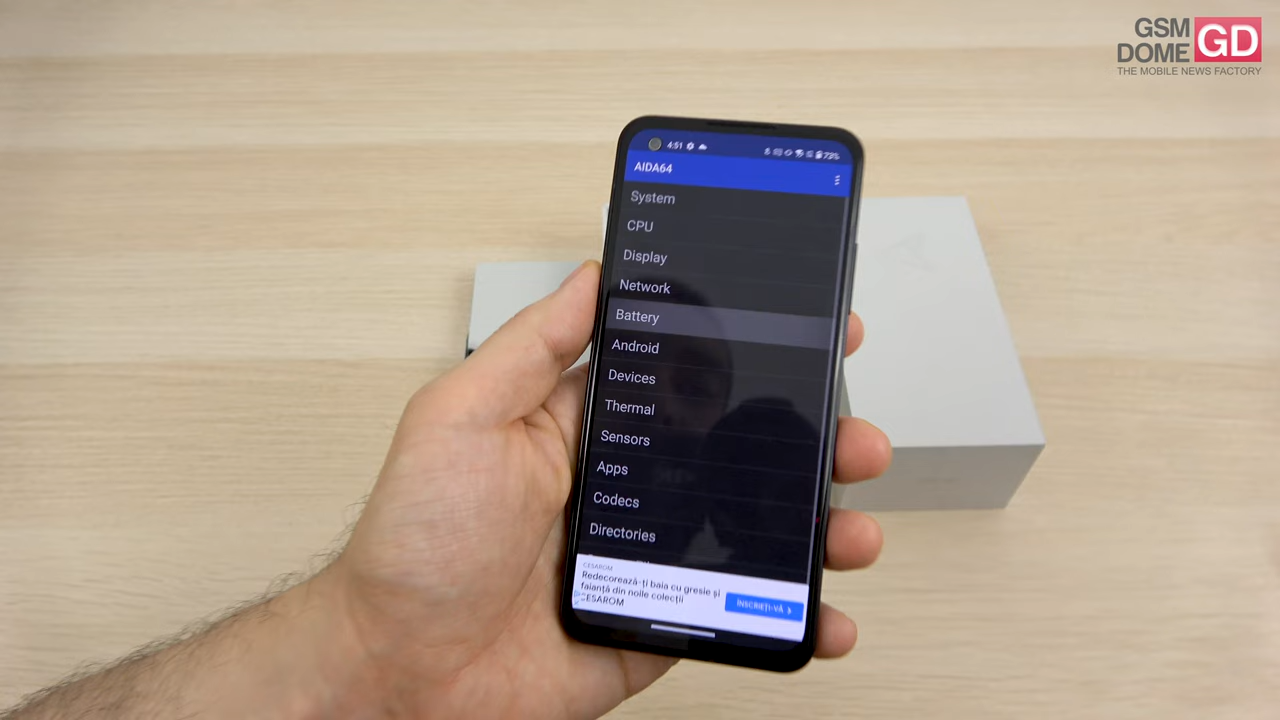 GSM
DOME GD
THE MOBILE NEWS FACTORY
4:51
73%
AIDA64
System
CPU
Display
Network
Battery
Android
Devices
Thermal
Sensors
Apps
Codecs
Directories
CESAROM
Redecorează-ți baia cu gresie și
faianță din noile colecții
CESAROM
ÎNSCRIEȚI-VĂ